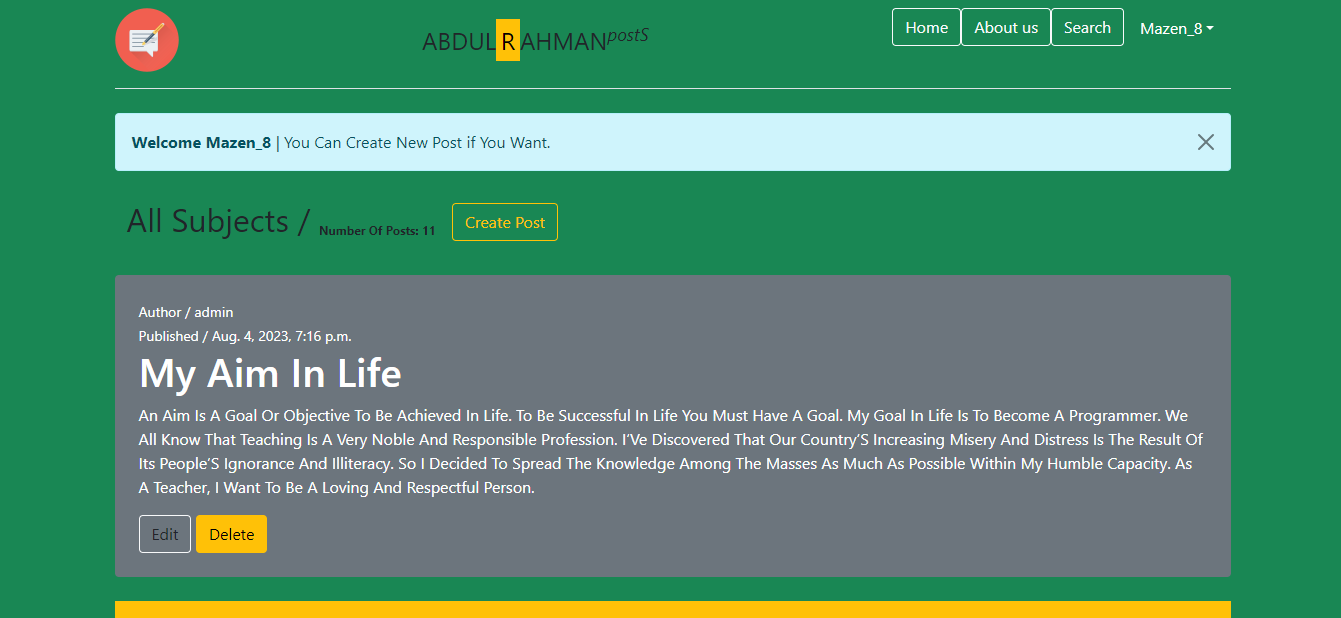 ABDULRAHMANpostS
Home About us Search Mazen_8
Welcome Mazen_8 | You Can Create New Post if You Want.
All Subjects / Number Of Posts: 11 Create Post
Author / admin
Published / Aug. 4, 2023, 7:16 p.m.
My Aim In Life
An Aim Is A Goal Or Objective To Be Achieved In Life. To Be Successful In Life You Must Have A Goal. My Goal In Life Is To Become A Programmer. We
All Know That Teaching Is A Very Noble And Responsible Profession. I’Ve Discovered That Our Country’S Increasing Misery And Distress Is The Result Of
Its People’S Ignorance And Illiteracy. So I Decided To Spread The Knowledge Among The Masses As Much As Possible Within My Humble Capacity. As
A Teacher, I Want To Be A Loving And Respectful Person.
Edit Delete